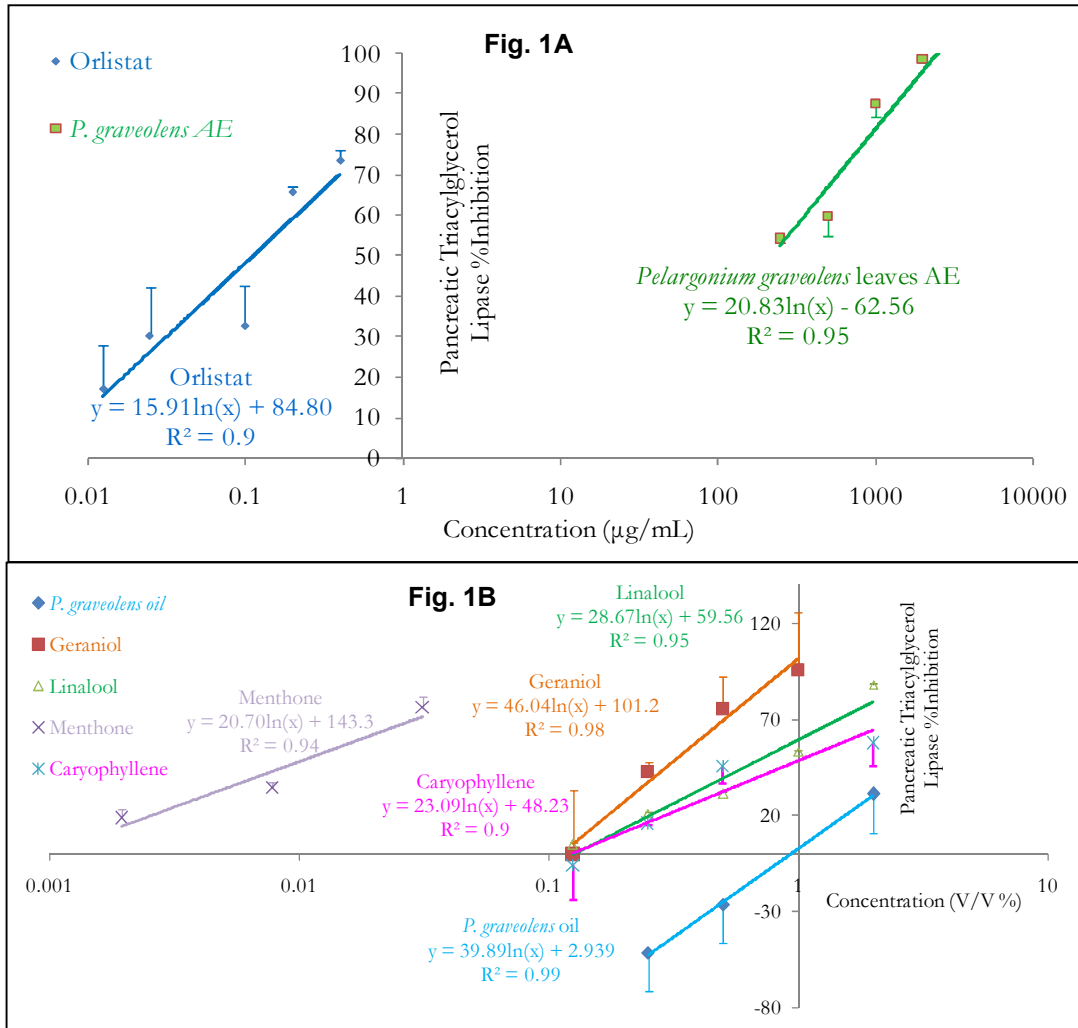 Fig. 1A
Orlistat
P. graveolens AE
100
90
80
70
60
50
40
30
20
10
0
Pancreatic Triacylglycerol
Lipase %Inhibition
Pelargonium graveolens leaves AE
y = 20.83ln(x) - 62.56
R² = 0.95
Orlistat
y = 15.91ln(x) + 84.80
R² = 0.9
0.01 0.1 1 10 100 1000 10000
Concentration (µg/mL)
Fig. 1B
P. graveolens oil
Geraniol
Linalool
Menthone
Caryophyllene
Linalool
y = 28.67ln(x) + 59.56
R² = 0.95
Geraniol
y = 46.04ln(x) + 101.2
R² = 0.98
Menthone
y = 20.70ln(x) + 143.3
R² = 0.94
Caryophyllene
y = 23.09ln(x) + 48.23
R² = 0.9
120
70
20
-30
-80
Pancreatic Triacylglycerol
Lipase %Inhibition
0.001 0.01 0.1 1 10
Concentration (V/V%)
P. graveolens oil
y = 39.89ln(x) + 2.939
R² = 0.99